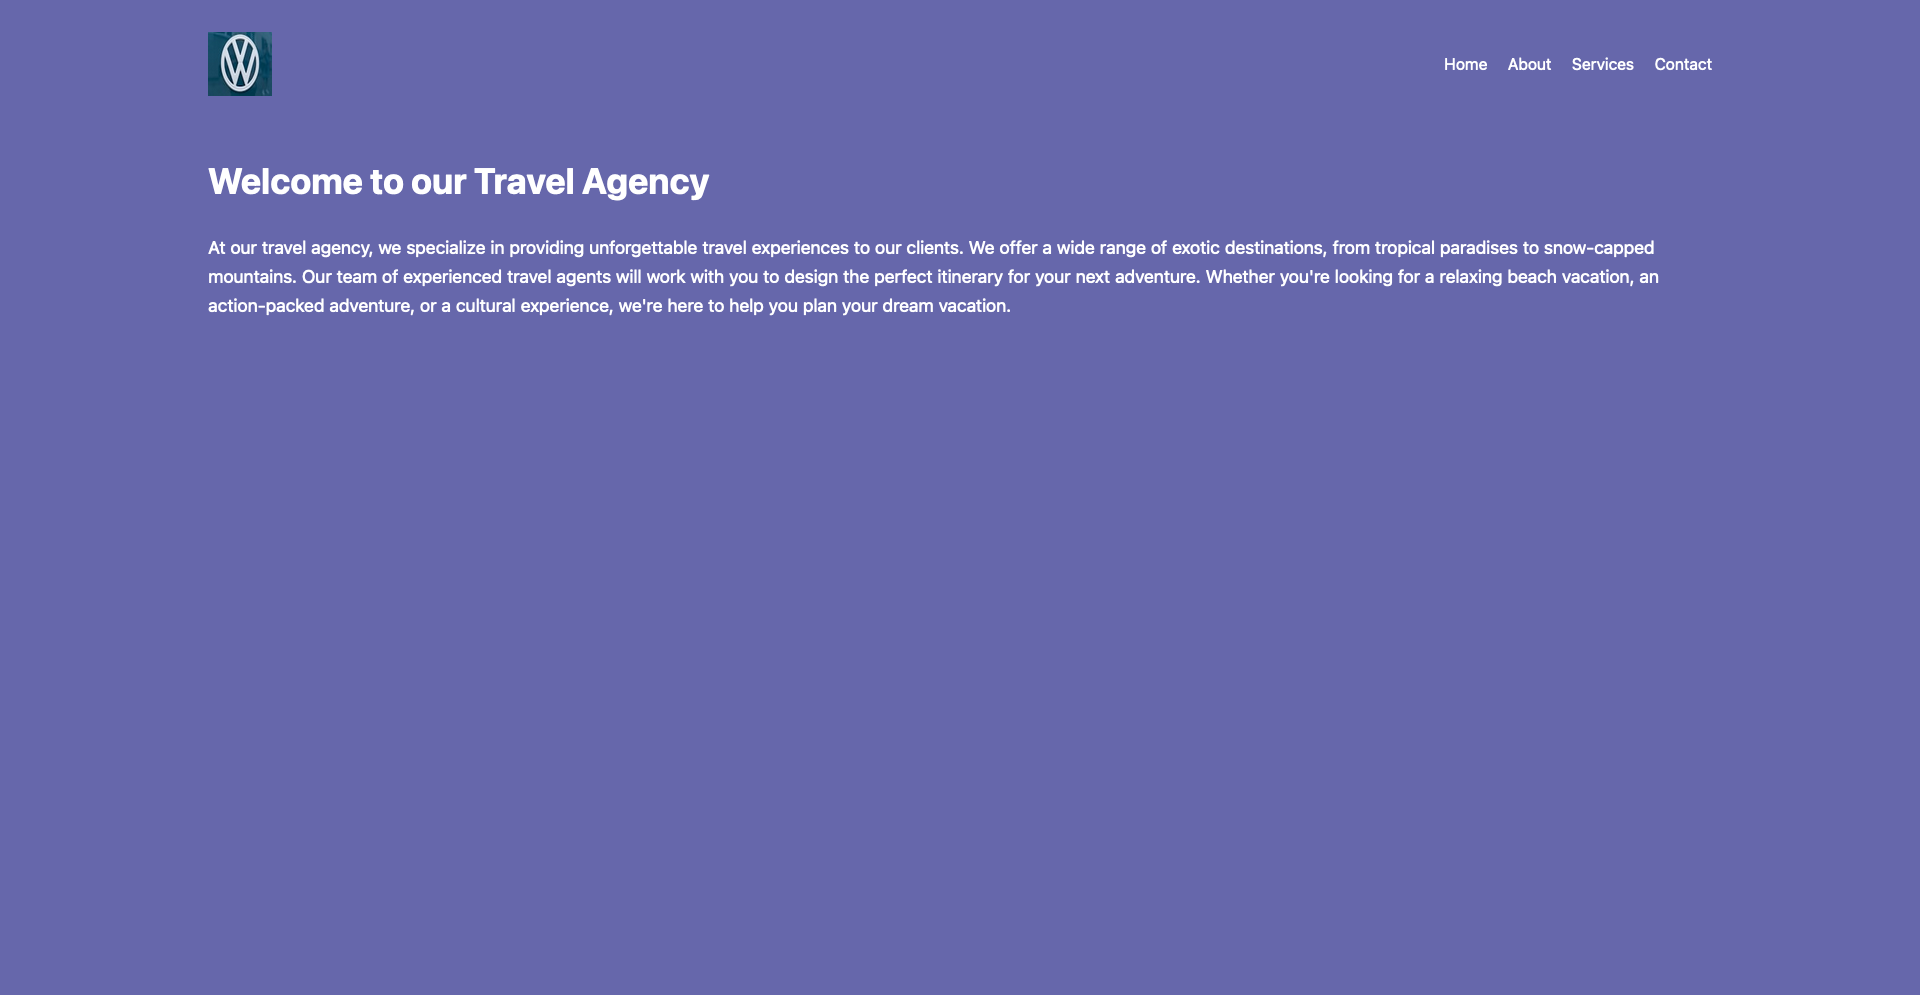 Home About Services Contact
Welcome to our Travel Agency
At our travel agency, we specialize in providing unforgettable travel experiences to our clients. We offer a wide range of exotic destinations, from tropical paradises to snow-capped
mountains. Our team of experienced travel agents will work with you to design the perfect itinerary for your next adventure. Whether you're looking for a relaxing beach vacation, an
action-packed adventure, or a cultural experience, we're here to help you plan your dream vacation.